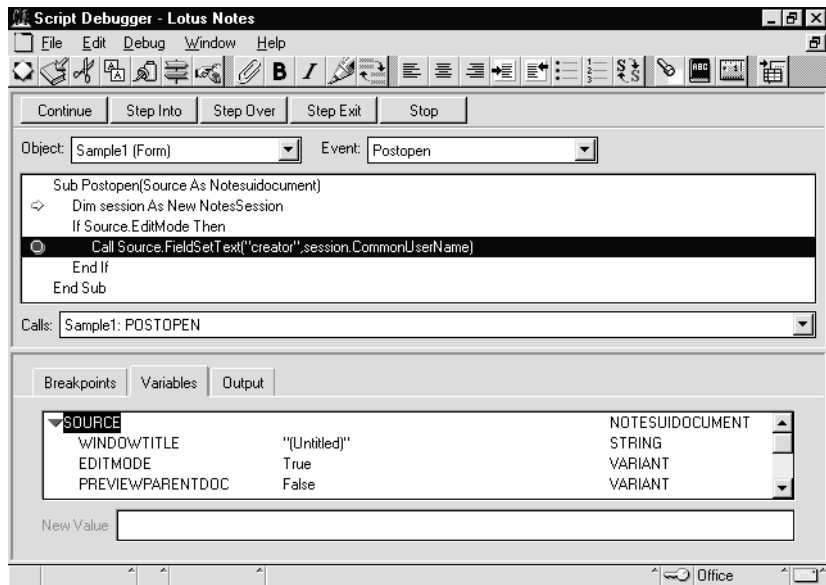 Script Debugger - Lotus Notes
File Edit Debug Window Help
B I
ABC
Continue Step Into Step Over Step Exit Stop
Object: Sample1 (Form) Event: Postopen
Sub Postopen(Source As Notesuidocument)
Dim session As New NotesSession
If Source.EditMode Then
Call Source.FieldSetText("creator",session.CommonUserName)
End If
End Sub
Calls: Sample1: POSTOPEN
Breakpoints Variables Output
SOURCE NOTESUIDOCUMENT
WINDOWTITLE "(Untitled)" STRING
EDITMODE True VARIANT
PREVIEWPARENTDOC False VARIANT
New Value
Office